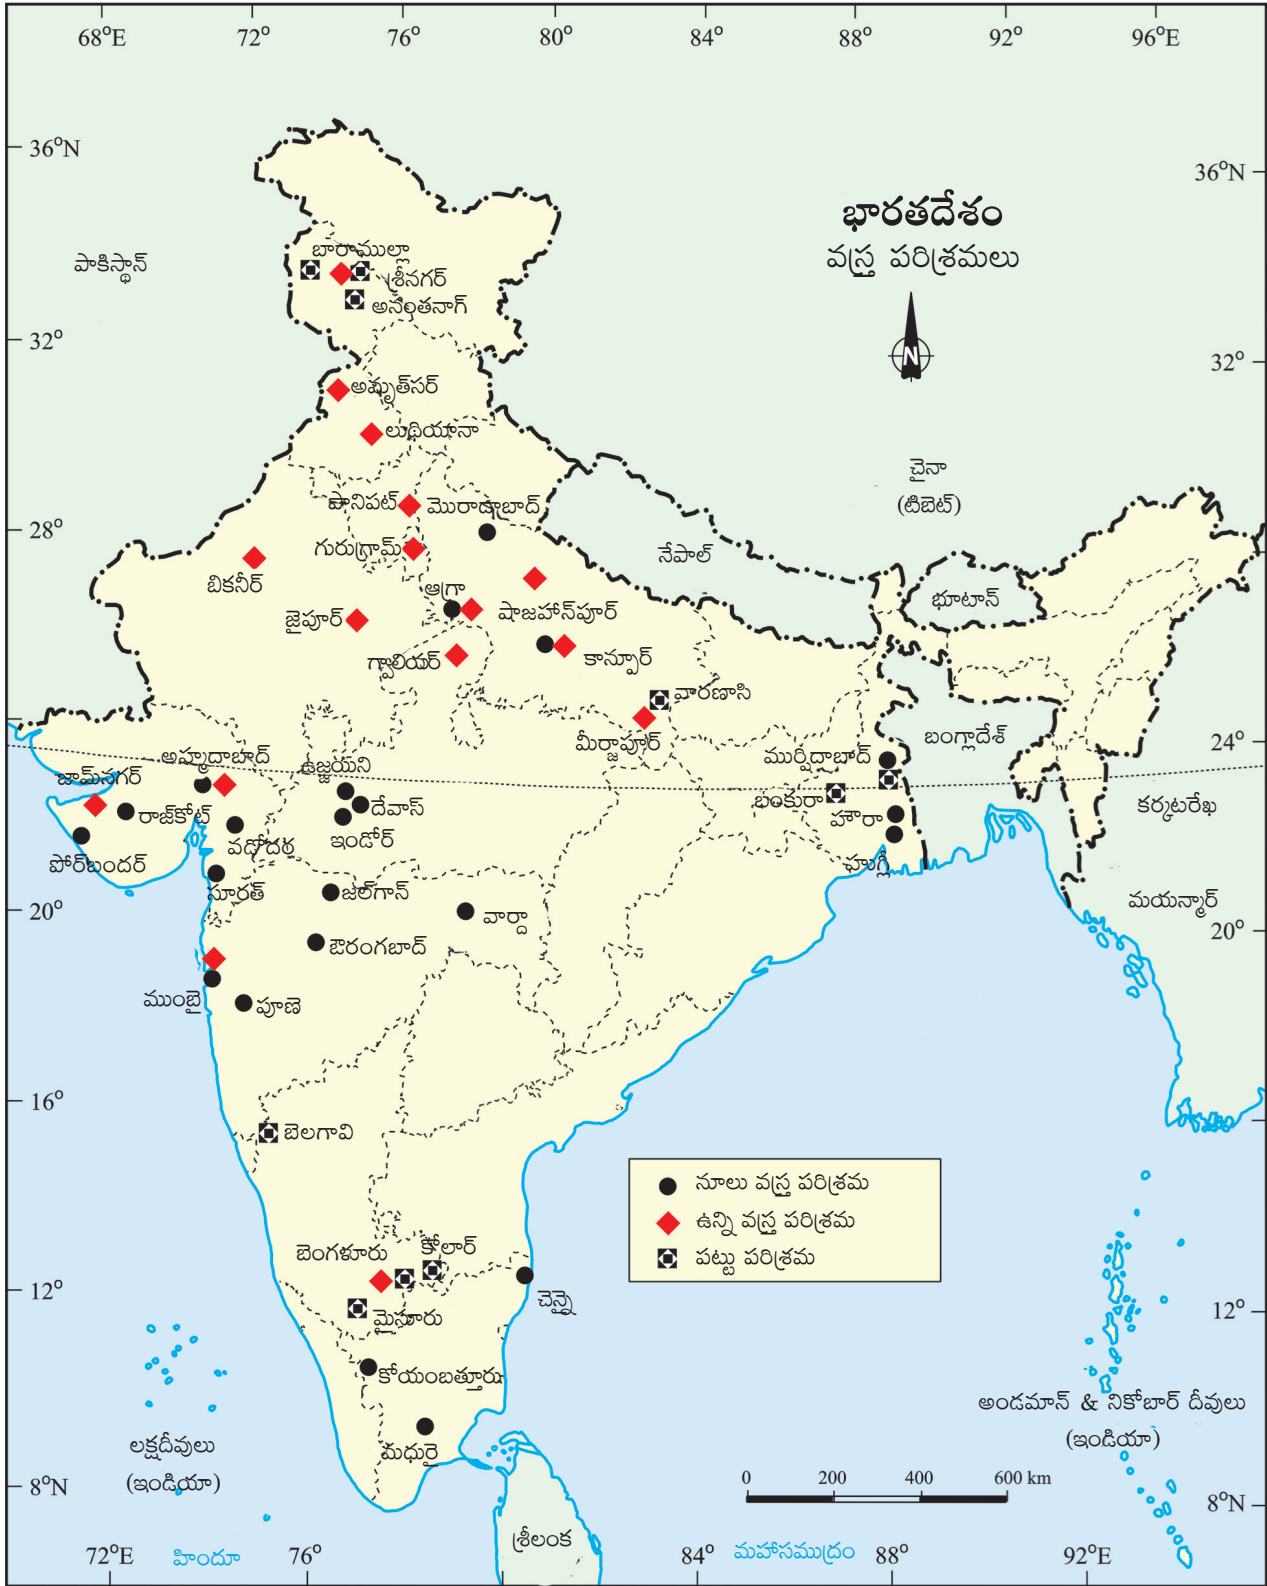 68°E 72° 76° 80° 84° 88° 92° 96°E
36°N
36°N
భారతదేశం
వస్త్ర పరిశ్రమలు
N
పాకిస్థాన్
బారాముల్లా
శ్రీనగర్
అనంతనాగ్
32°
32°
అమృత్‌సర్
లుథియానా
చైనా
(టిబెట్)
పానిపట్
మొరాదాబాద్
28°
గురుగ్రామ్
నేపాల్
బికనీర్
ఆగ్రా
షాజహాన్‌పూర్
భూటాన్
జైపూర్
గ్వాలియర్
కాన్పూర్
వారణాసి
మీర్జాపూర్
బంగ్లాదేశ్
24°
అహ్మదాబాద్
ఉజ్జయని
ముర్షిదాబాద్
జామ్‌నగర్
దేవాస్
బంకురా
కర్కటరేఖ
రాజ్‌కోట్
హౌరా
ఇండోర్
వడోదర
పోర్‌బందర్
హుగ్లీ
సూరత్
జల్‌గాన్
మయన్మార్
20°
వార్దా
20°
ఔరంగబాద్
ముంబై
పూణె
16°
బెలగావి
నూలు వస్త్ర పరిశ్రమ
ఉన్ని వస్త్ర పరిశ్రమ
పట్టు పరిశ్రమ
బెంగళూరు
కోలార్
12°
చెన్నై
12°
మైసూరు
కోయంబత్తూరు
అండమాన్ & నికోబార్ దీవులు
(ఇండియా)
లక్షదీవులు
(ఇండియా)
మధురై
0 200 400 600 km
8°N
8°N
శ్రీలంక
హిందూ
మహాసముద్రం
72°E 76° 84° 88° 92°E